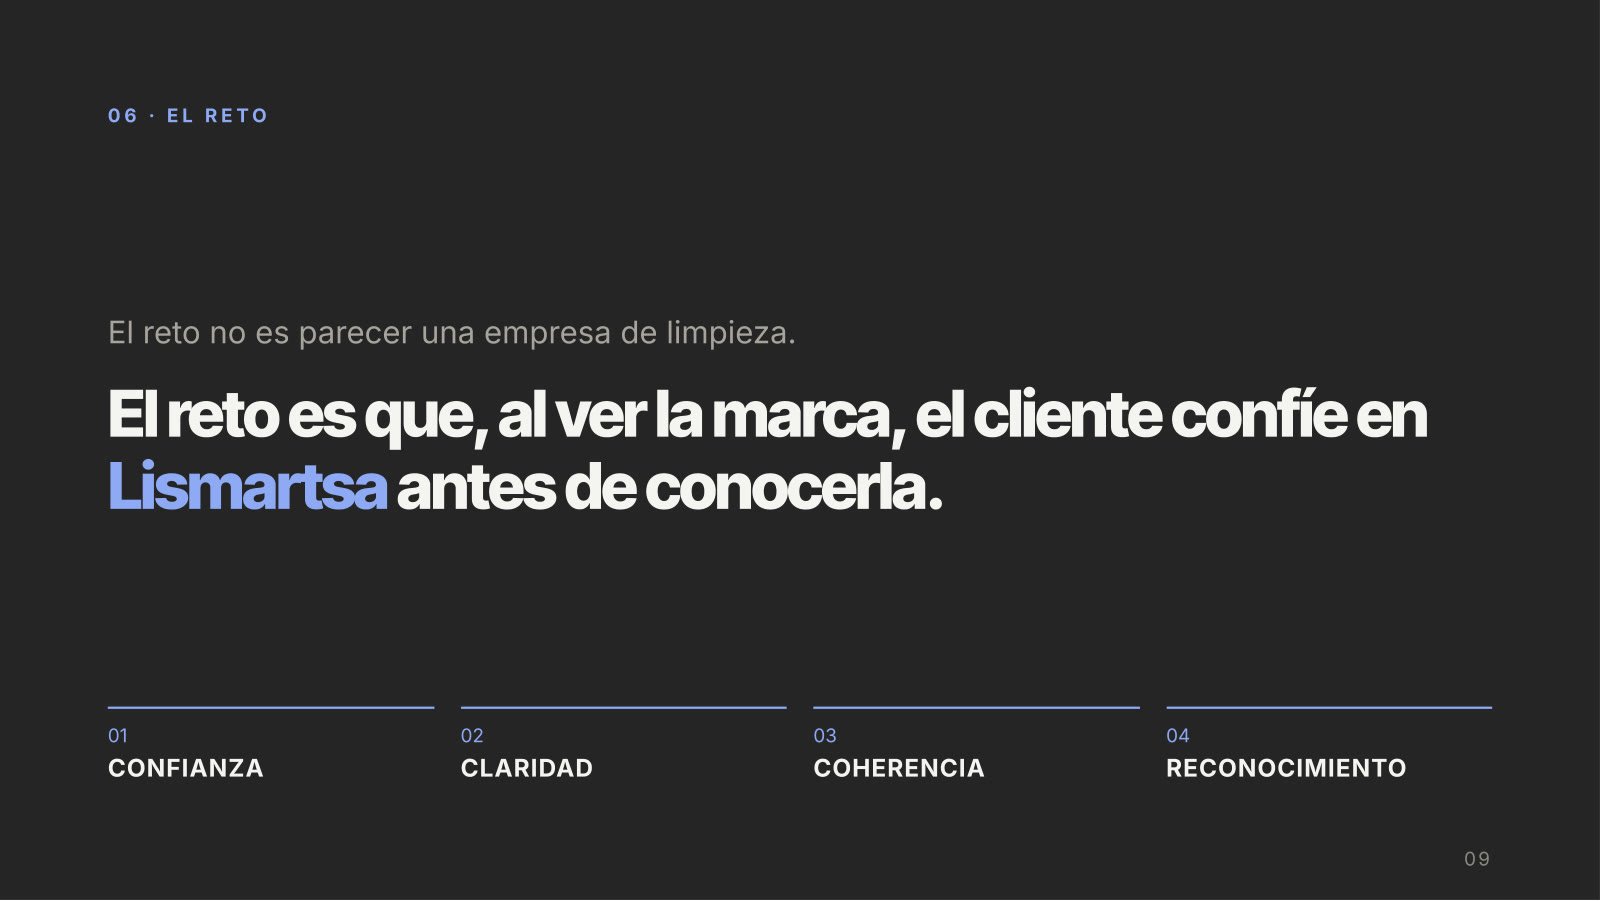 06 · EL RETO
El reto no es parecer una empresa de limpieza.
El reto es que, al ver la marca, el cliente confíe en
Lismartsa antes de conocerla.
01
CONFIANZA
02
CLARIDAD
03
COHERENCIA
04
RECONOCIMIENTO
09